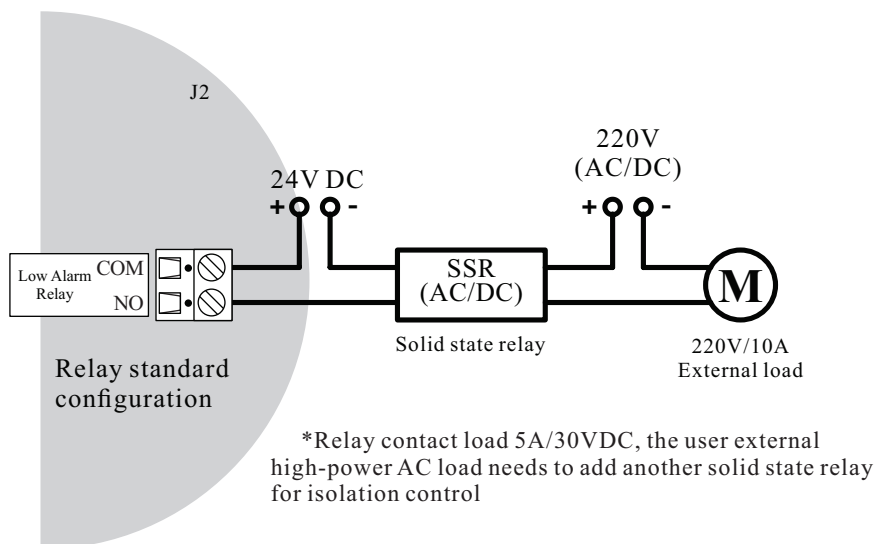 J2
24V DC
+ -
220V
(AC/DC)
+ -
Low Alarm
Relay
COM
NO
SSR
(AC/DC)
Solid state relay
M
220V/10A
External load
Relay standard
configuration
*Relay contact load 5A/30VDC, the user external
high-power AC load needs to add another solid state relay
for isolation control